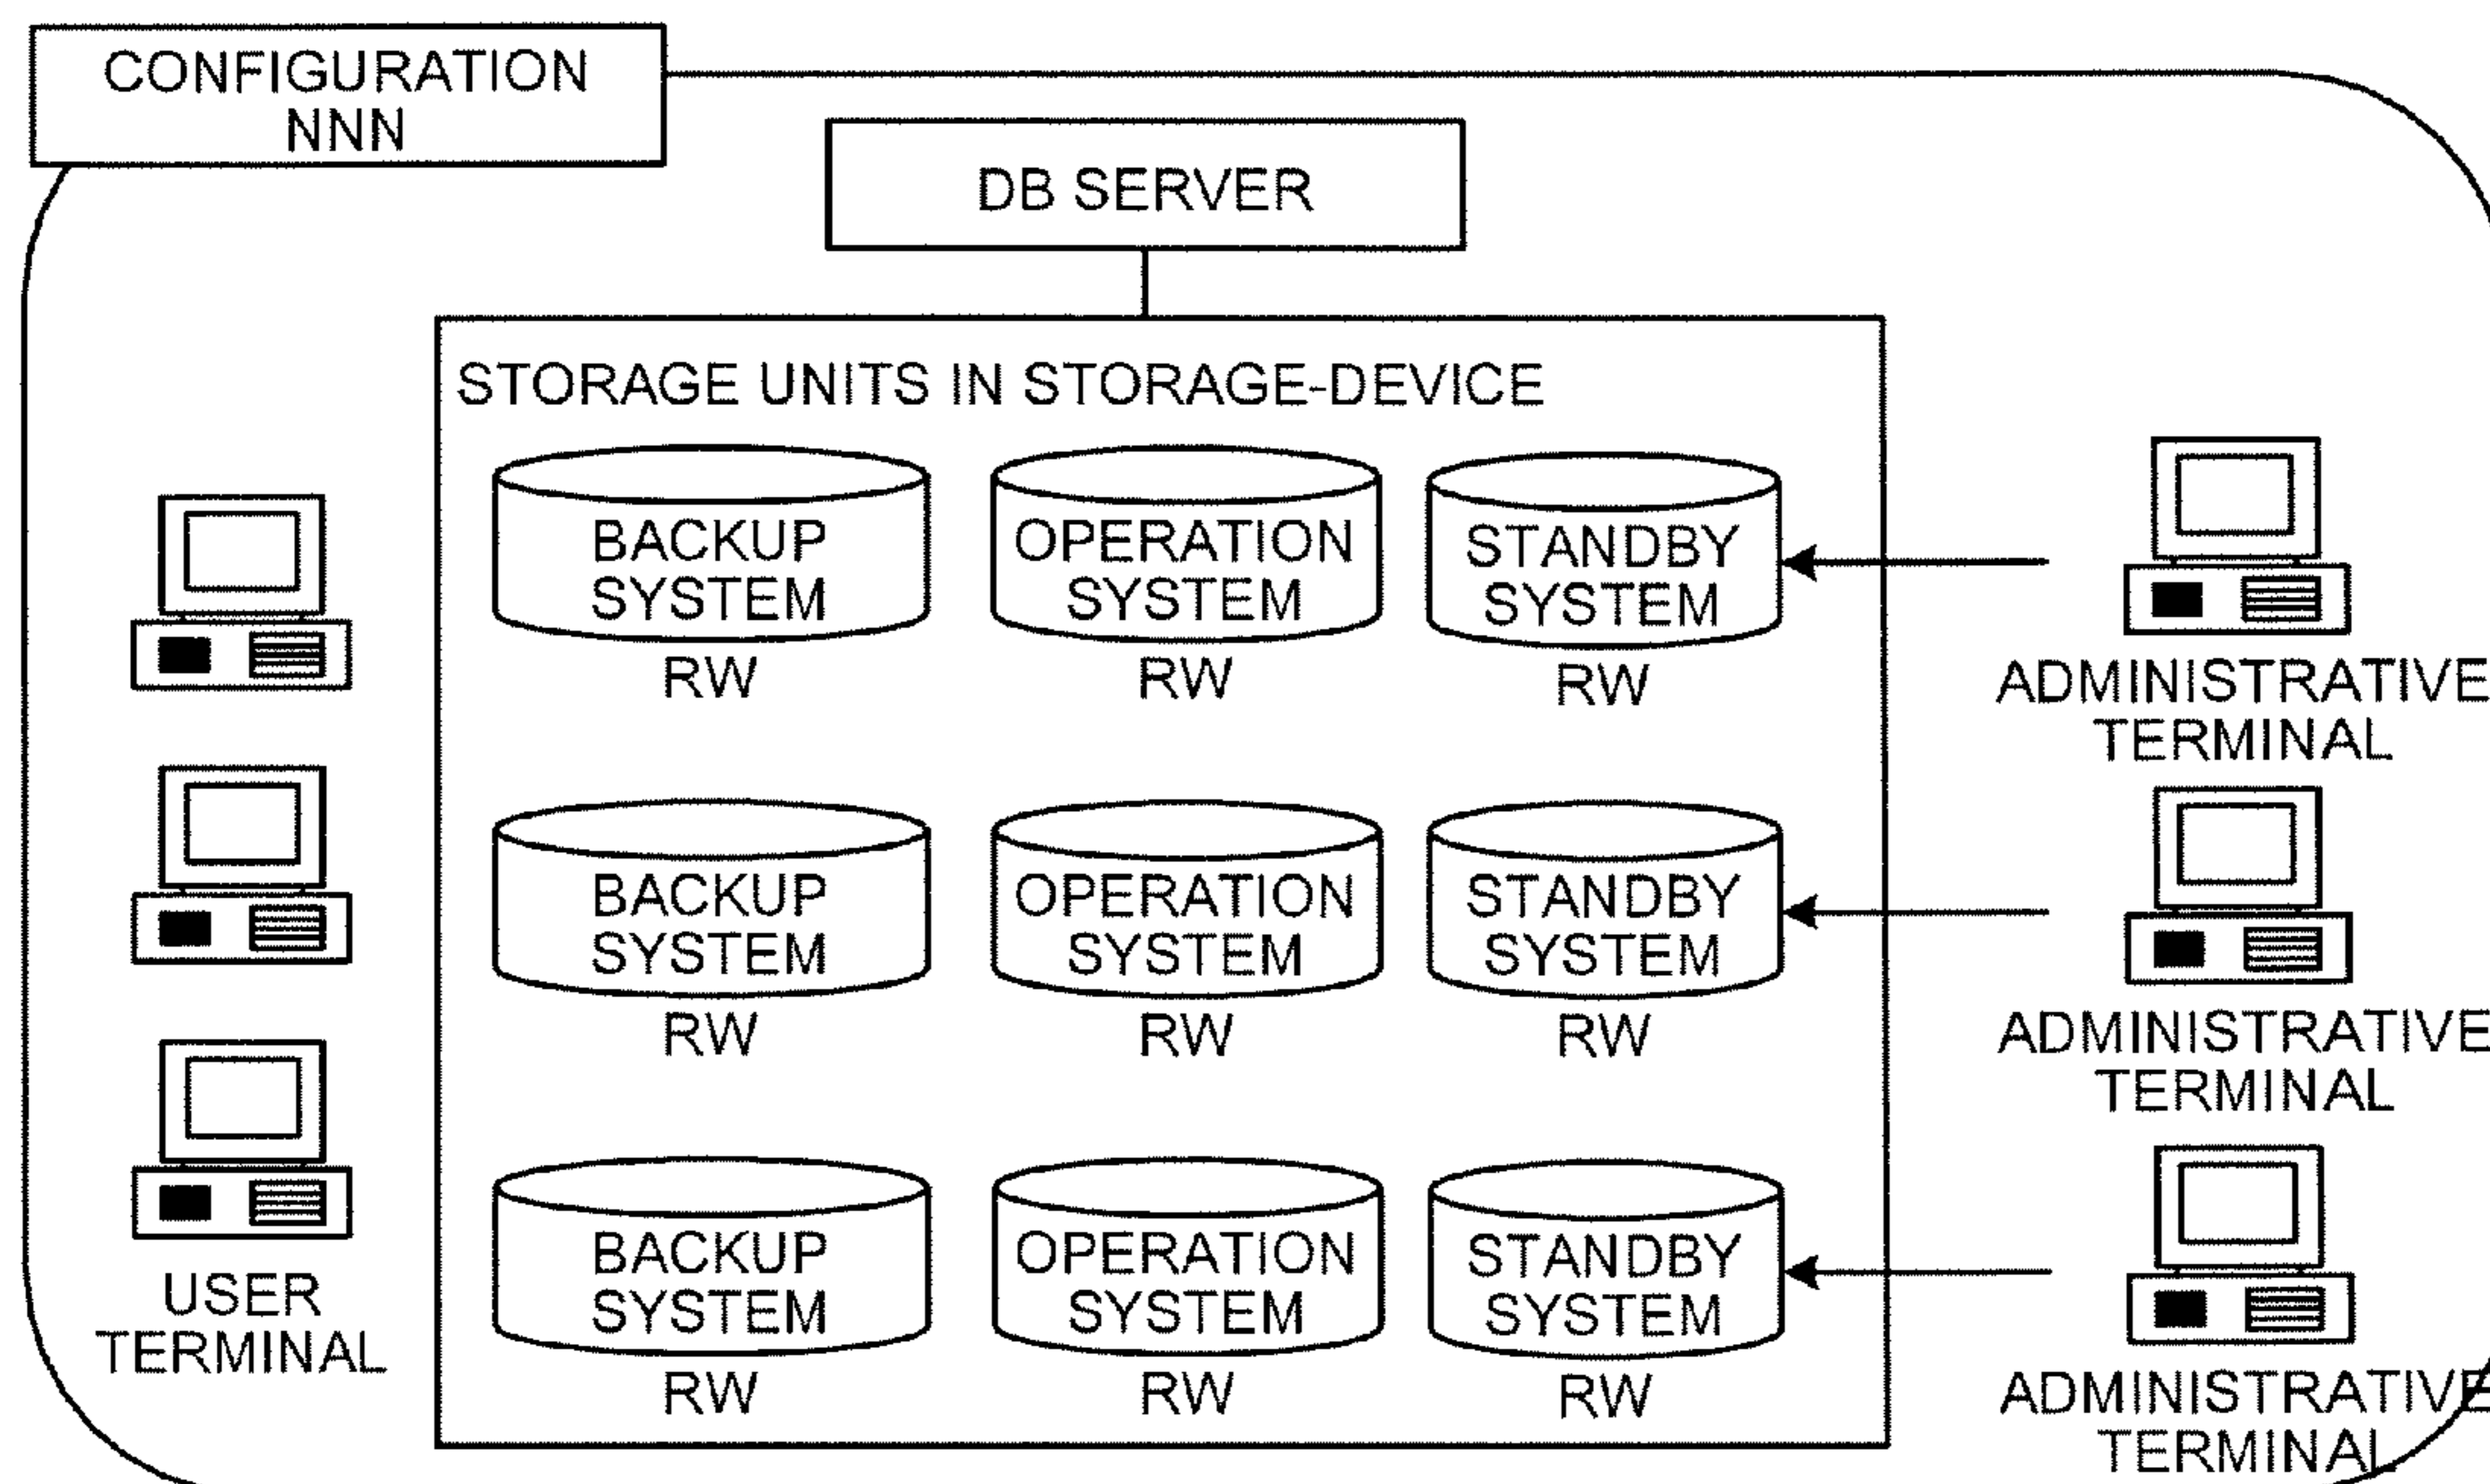 CONFIGURATION
NNN
DB SERVER
STORAGE UNITS IN STORAGE-DEVICE
BACKUP
SYSTEM
RW
OPERATION
SYSTEM
RW
STANDBY
SYSTEM
RW
ADMINISTRATIVE
TERMINAL
BACKUP
SYSTEM
RW
OPERATION
SYSTEM
RW
STANDBY
SYSTEM
RW
ADMINISTRATIVE
TERMINAL
USER
TERMINAL
BACKUP
SYSTEM
RW
OPERATION
SYSTEM
RW
STANDBY
SYSTEM
RW
ADMINISTRATIVE
TERMINAL